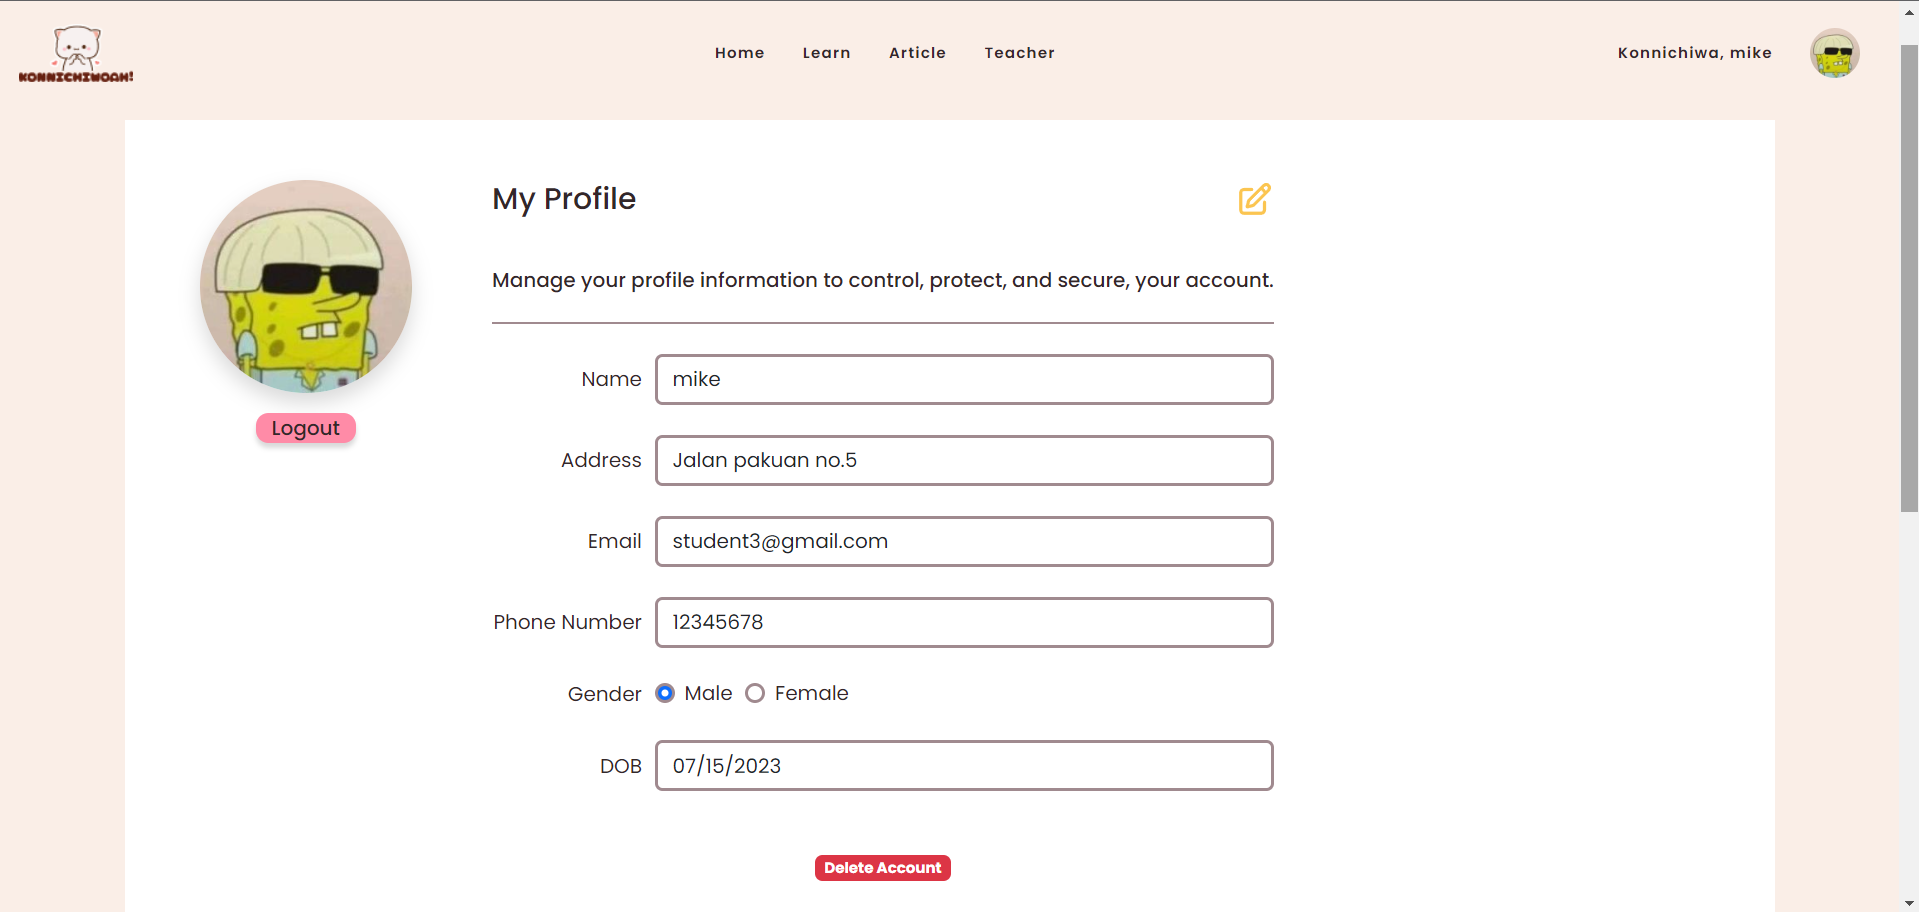 KONNICHIWOAH!
Home Learn Article Teacher
Konnichiwa, mike
My Profile
Manage your profile information to control, protect, and secure, your account.
Logout
Name mike
Address Jalan pakuan no.5
Email student3@gmail.com
Phone Number 12345678
Gender Male Female
DOB 07/15/2023
Delete Account